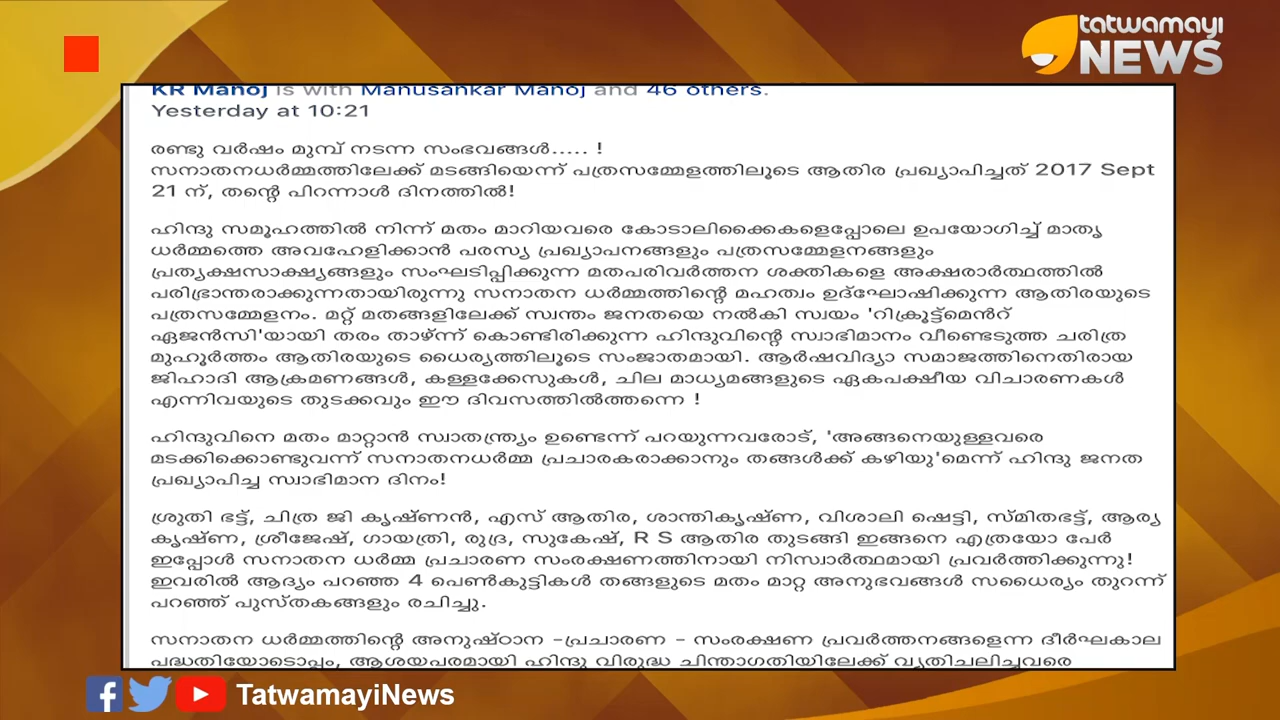 tatwamayi
NEWS
KR Manoj is with Manusankar Manoj and 46 others.
Yesterday at 10:21
രണ്ടു വർഷം മുമ്പ് നടന്ന സംഭവങ്ങൾ..... !
സനാതനധർമ്മത്തിലേക്ക് മടങ്ങിയെന്ന് പത്രസമ്മേളത്തിലൂടെ ആതിര പ്രഖ്യാപിച്ചത് 2017 Sept
21 ന്, തന്റെ പിറന്നാൾ ദിനത്തിൽ!
ഹിന്ദു സമൂഹത്തിൽ നിന്ന് മതം മാറിയവരെ കോടാലിക്കൈകളെപ്പോലെ ഉപയോഗിച്ച് മാതൃ
ധർമ്മത്തെ അവഹേളിക്കാൻ പരസ്യ പ്രഖ്യാപനങ്ങളും പത്രസമ്മേളനങ്ങളും
പ്രത്യക്ഷസാക്ഷ്യങ്ങളും സംഘടിപ്പിക്കുന്ന മതപരിവർത്തന ശക്തികളെ അക്ഷരാർത്ഥത്തിൽ
പരിഭ്രാന്തരാക്കുന്നതായിരുന്നു സനാതന ധർമ്മത്തിന്റെ മഹത്വം ഉദ്ഘോഷിക്കുന്ന ആതിരയുടെ
പത്രസമ്മേളനം. മറ്റ് മതങ്ങളിലേക്ക് സ്വന്തം ജനതയെ നൽകി സ്വയം 'റിക്രൂട്ട്മെൻറ്
ഏജൻസി'യായി തരം താഴ്ന്ന് കൊണ്ടിരിക്കുന്ന ഹിന്ദുവിന്റെ സ്വാഭിമാനം വീണ്ടെടുത്ത ചരിത്ര
മുഹൂർത്തം ആതിരയുടെ ധൈര്യത്തിലൂടെ സംജാതമായി. ആർഷവിദ്യാ സമാജത്തിനെതിരായ
ജിഹാദി ആക്രമണങ്ങൾ, കള്ളക്കേസുകൾ, ചില മാധ്യമങ്ങളുടെ ഏകപക്ഷീയ വിചാരണകൾ
എന്നിവയുടെ തുടക്കവും ഈ ദിവസത്തിൽത്തന്നെ !
ഹിന്ദുവിനെ മതം മാറ്റാൻ സ്വാതന്ത്ര്യം ഉണ്ടെന്ന് പറയുന്നവരോട്, 'അങ്ങനെയുള്ളവരെ
മടക്കിക്കൊണ്ടുവന്ന് സനാതനധർമ്മ പ്രചാരകരാക്കാനും തങ്ങൾക്ക് കഴിയു'മെന്ന് ഹിന്ദു ജനത
പ്രഖ്യാപിച്ച സ്വാഭിമാന ദിനം!
ശ്രുതി ഭട്ട്, ചിത്ര ജി കൃഷ്ണൻ, എസ് ആതിര, ശാന്തികൃഷ്ണ, വിശാലി ഷെട്ടി, സ്മിതഭട്ട്, ആര്യ
കൃഷ്ണ, ശ്രീജേഷ്, ഗായത്രി, രുദ്ര, സുകേഷ്, R S ആതിര തുടങ്ങി ഇങ്ങനെ എത്രയോ പേർ
ഇപ്പോൾ സനാതന ധർമ്മ പ്രചാരണ സംരക്ഷണത്തിനായി നിസ്വാർത്ഥമായി പ്രവർത്തിക്കുന്നു!
ഇവരിൽ ആദ്യം പറഞ്ഞ 4 പെൺകുട്ടികൾ തങ്ങളുടെ മതം മാറ്റ അനുഭവങ്ങൾ സധൈര്യം തുറന്ന്
പറഞ്ഞ് പുസ്തകങ്ങളും രചിച്ചു.
സനാതന ധർമ്മത്തിന്റെ അനുഷ്ഠാന -പ്രചാരണ - സംരക്ഷണ പ്രവർത്തനങ്ങളെന്ന ദീർഘകാല
പദ്ധതിയോടൊപ്പം, ആശയപരമായി ഹിന്ദു വിരുദ്ധ ചിന്താഗതിയിലേക്ക് വ്യതിചലിച്ചവരെ
TatwamayiNews